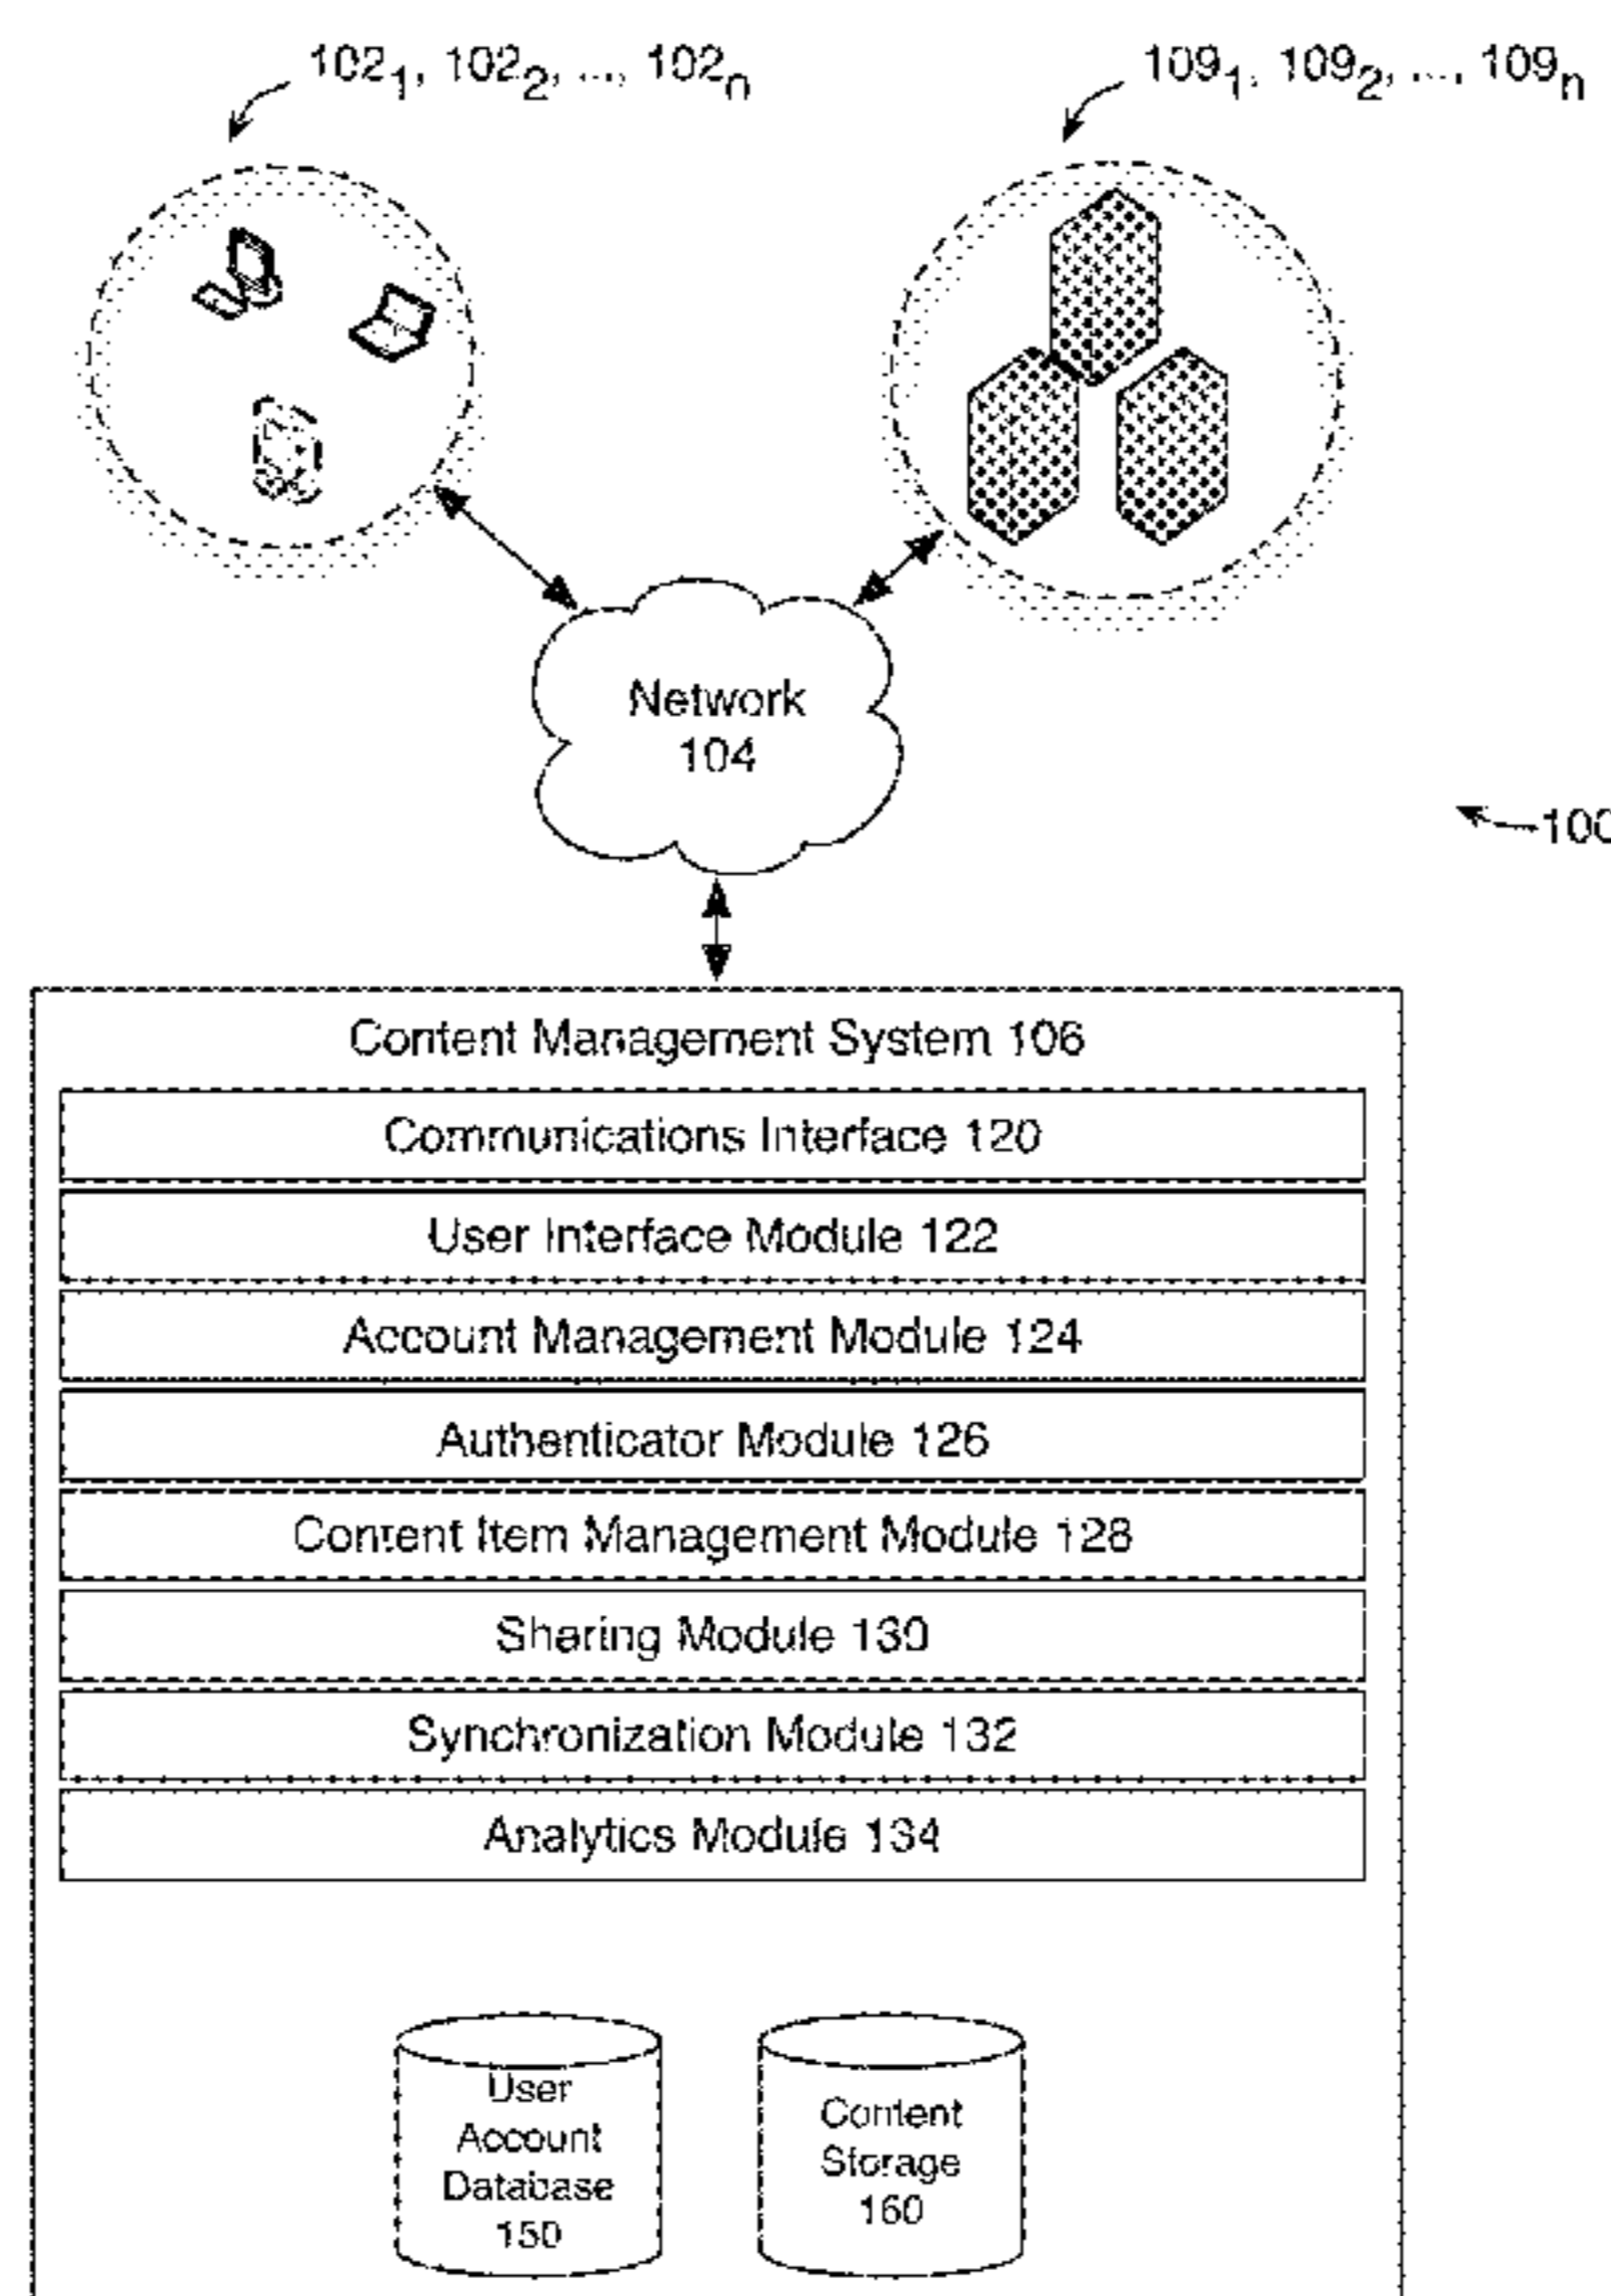 102₁, 102₂, ..., 102ₙ
109₁, 109₂, ..., 109ₙ
Network
104
100
Content Management System 106
Communications Interface 120
User Interface Module 122
Account Management Module 124
Authenticator Module 126
Content Item Management Module 128
Sharing Module 130
Synchronization Module 132
Analytics Module 134
User
Account
Database
150
Content
Storage
160